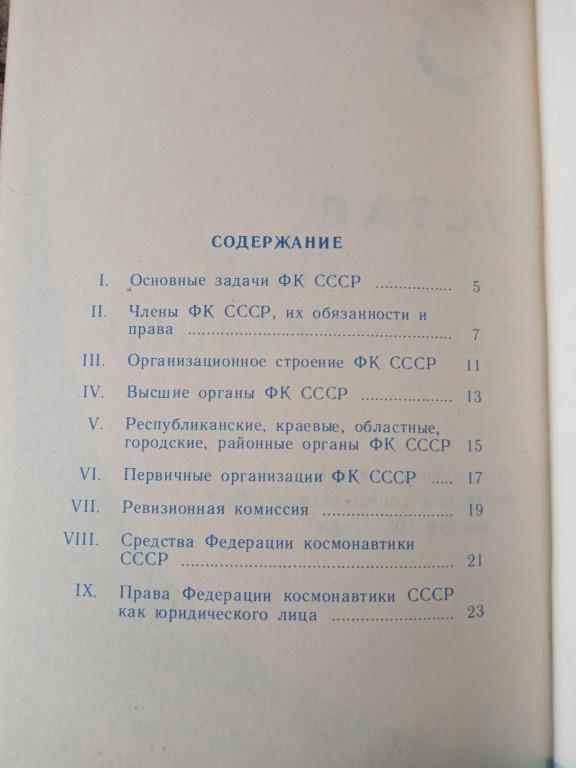 СОДЕРЖАНИЕ
I. Основные задачи ФК СССР ............... 5
II. Члены ФК СССР, их обязанности и
права ......................................................... 7
III. Организационное строение ФК СССР 11
IV. Высшие органы ФК СССР .................. 13
V. Республиканские, краевые, областные,
городские, районные органы ФК СССР 15
VI. Первичные организации ФК СССР ..... 17
VII. Ревизионная комиссия ........................... 19
VIII. Средства Федерации космонавтики
СССР ......................................................... 21
IX. Права Федерации космонавтики СССР
как юридического лица ........................ 23
УСТАВ